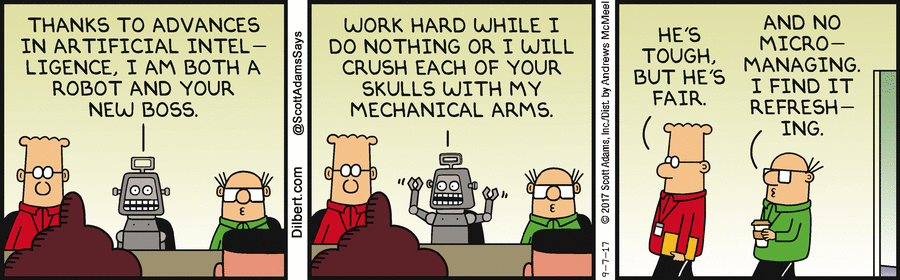 THANKS TO ADVANCES
IN ARTIFICIAL INTEL-
LIGENCE, I AM BOTH A
ROBOT AND YOUR
NEW BOSS.
Dilbert.com @ScottAdamsSays
WORK HARD WHILE I
DO NOTHING OR I WILL
CRUSH EACH OF YOUR
SKULLS WITH MY
MECHANICAL ARMS.
9-7-17 © 2017 Scott Adams, Inc./Dist. by Andrews McMeel
HE'S
TOUGH,
BUT HE'S
FAIR.
AND NO
MICRO-
MANAGING.
I FIND IT
REFRESH-
ING.